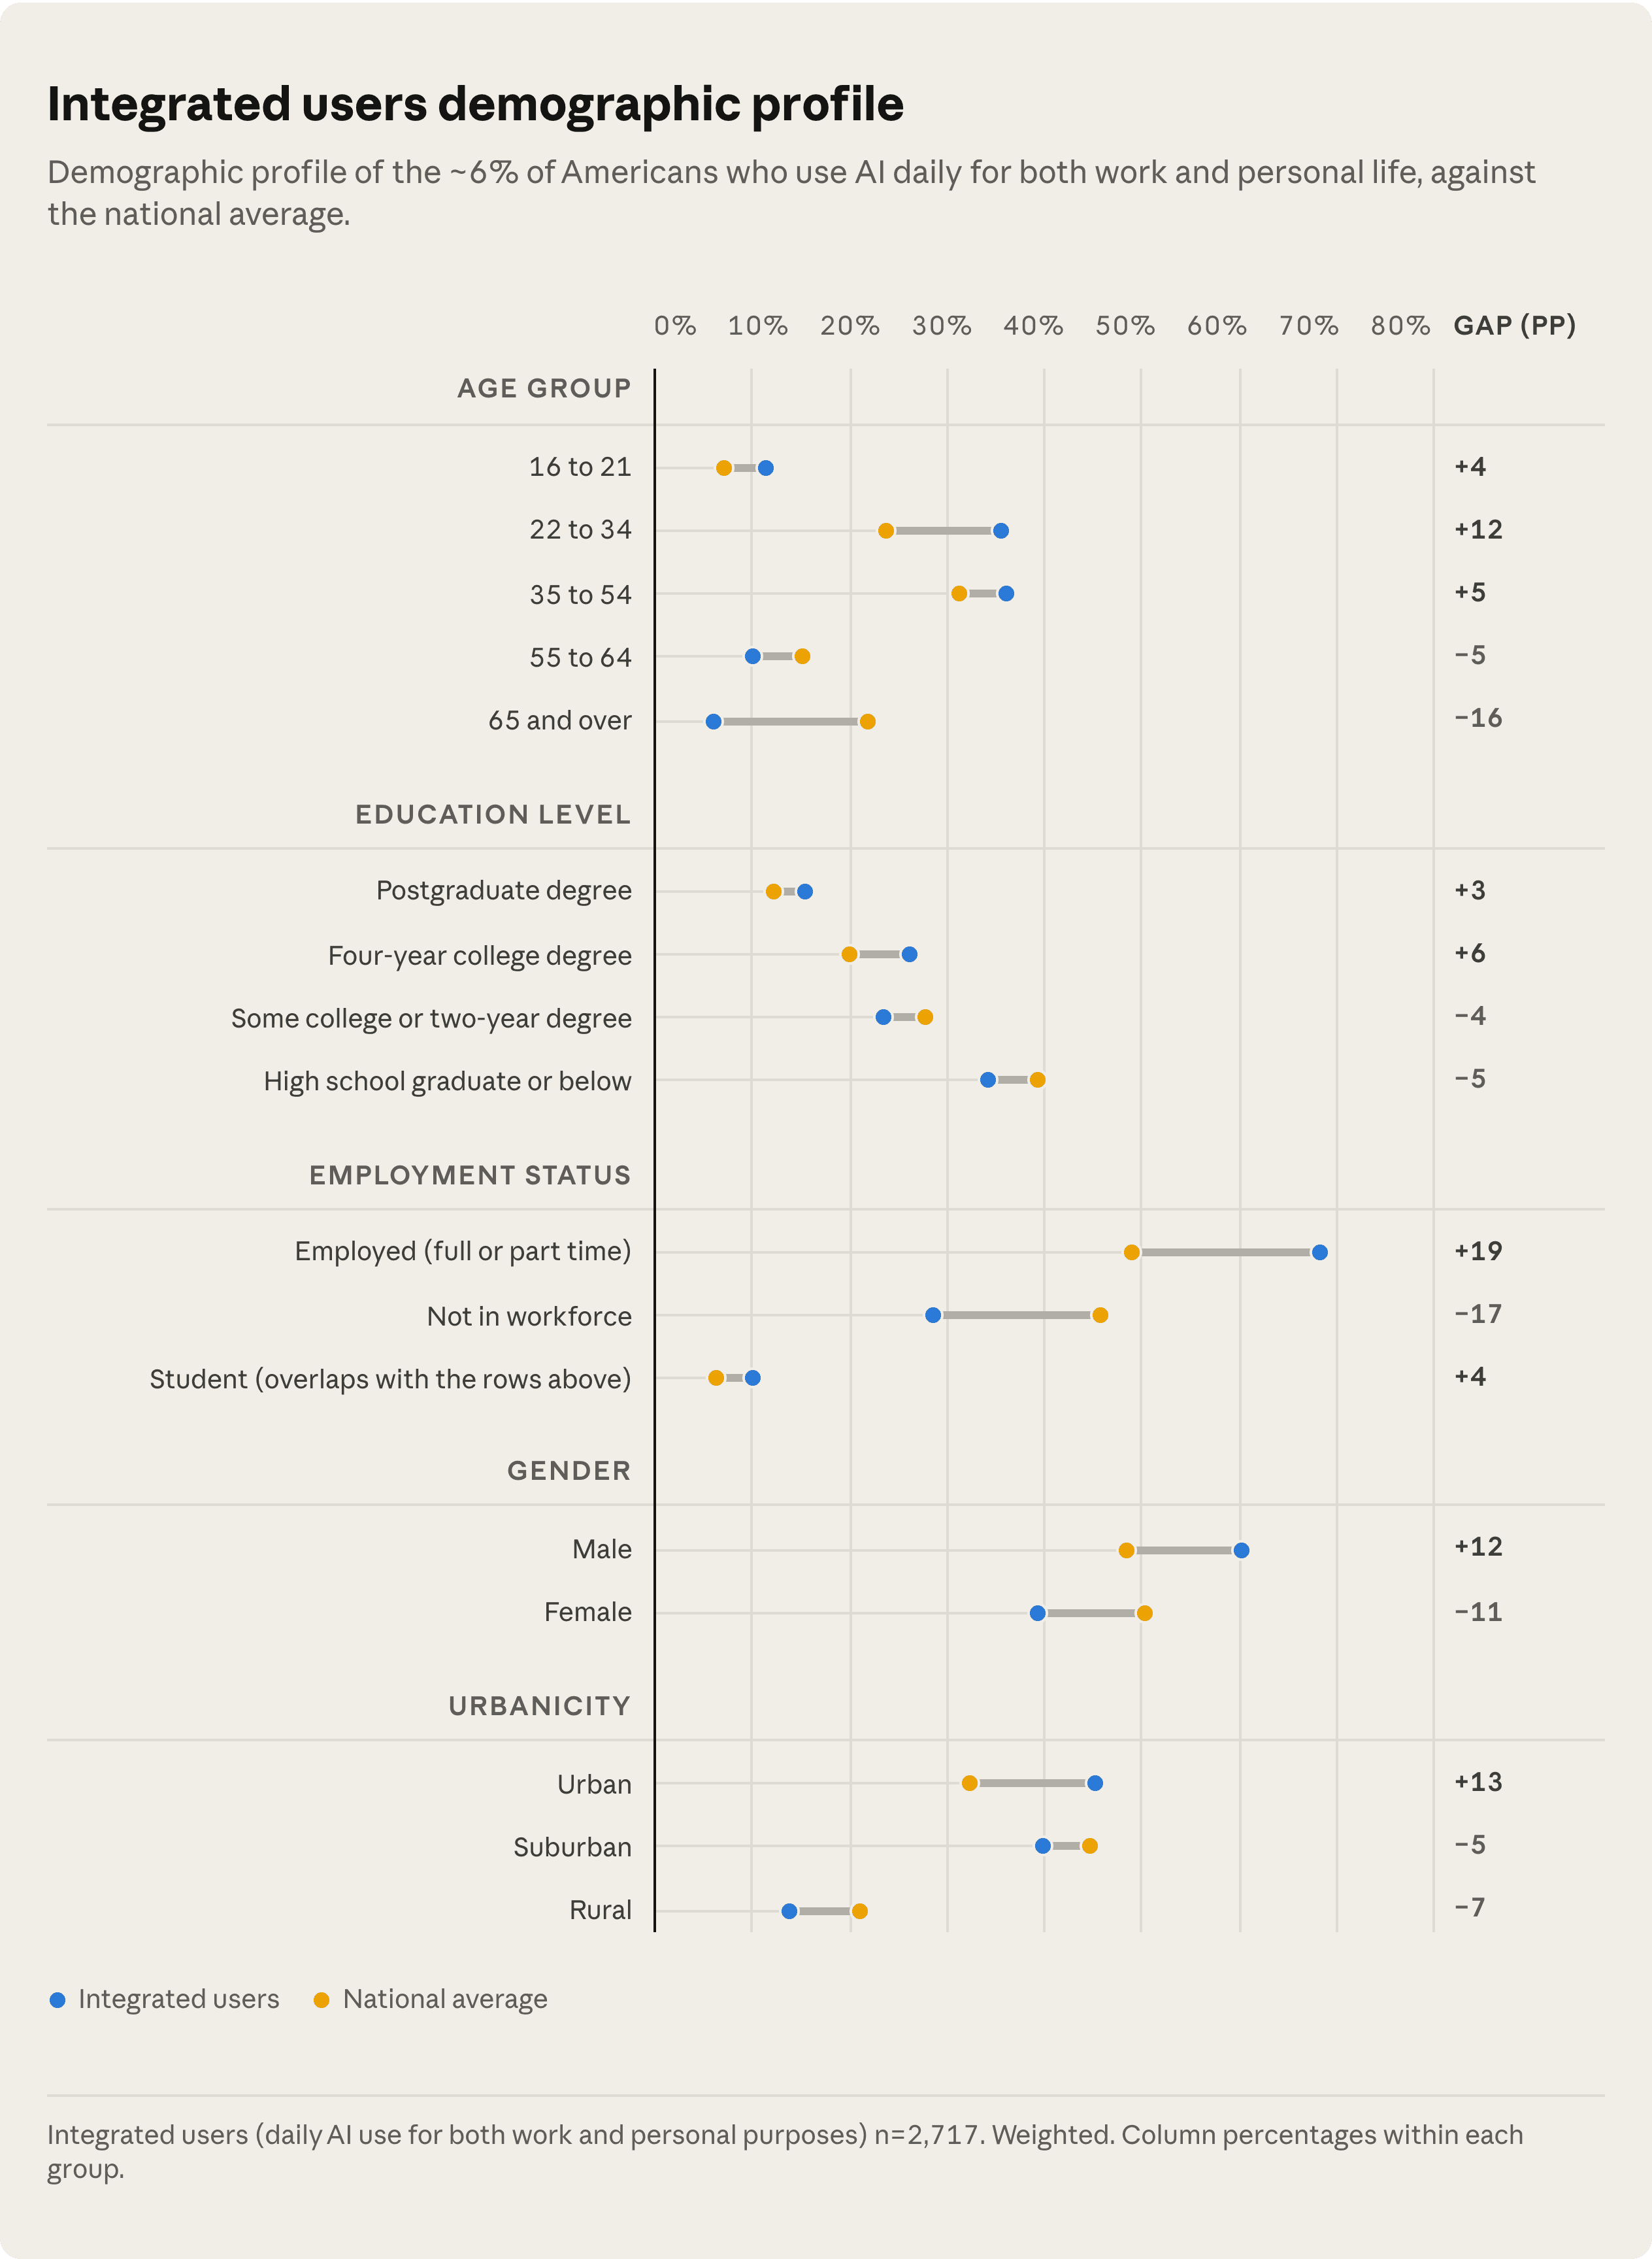 Integrated users demographic profile
Demographic profile of the ~6% of Americans who use AI daily for both work and personal life, against
the national average.
0% 10% 20% 30% 40% 50% 60% 70% 80% GAP (PP)
AGE GROUP
16 to 21 +4
22 to 34 +12
35 to 54 +5
55 to 64 −5
65 and over −16
EDUCATION LEVEL
Postgraduate degree +3
Four-year college degree +6
Some college or two-year degree −4
High school graduate or below −5
EMPLOYMENT STATUS
Employed (full or part time) +19
Not in workforce −17
Student (overlaps with the rows above) +4
GENDER
Male +12
Female −11
URBANICITY
Urban +13
Suburban −5
Rural −7
Integrated users National average
Integrated users (daily AI use for both work and personal purposes) n=2,717. Weighted. Column percentages within each
group.